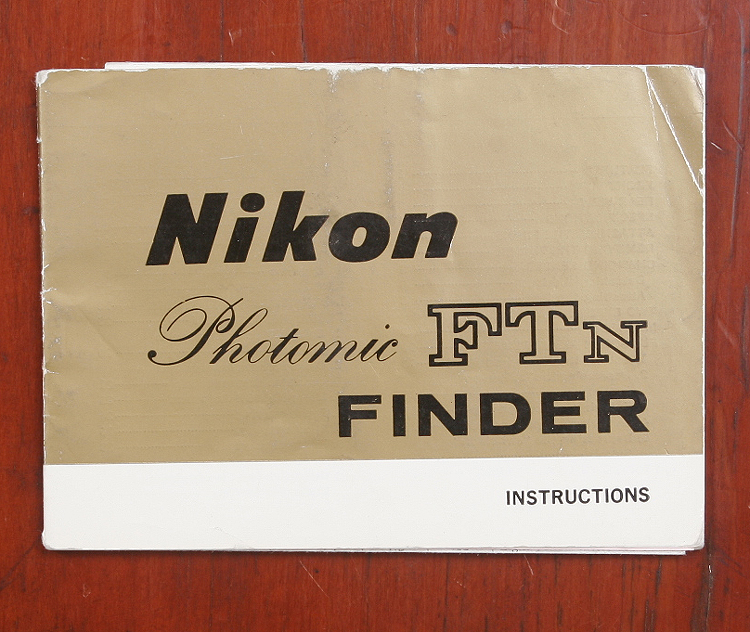 Nikon
Photomic FTN
FINDER
INSTRUCTIONS